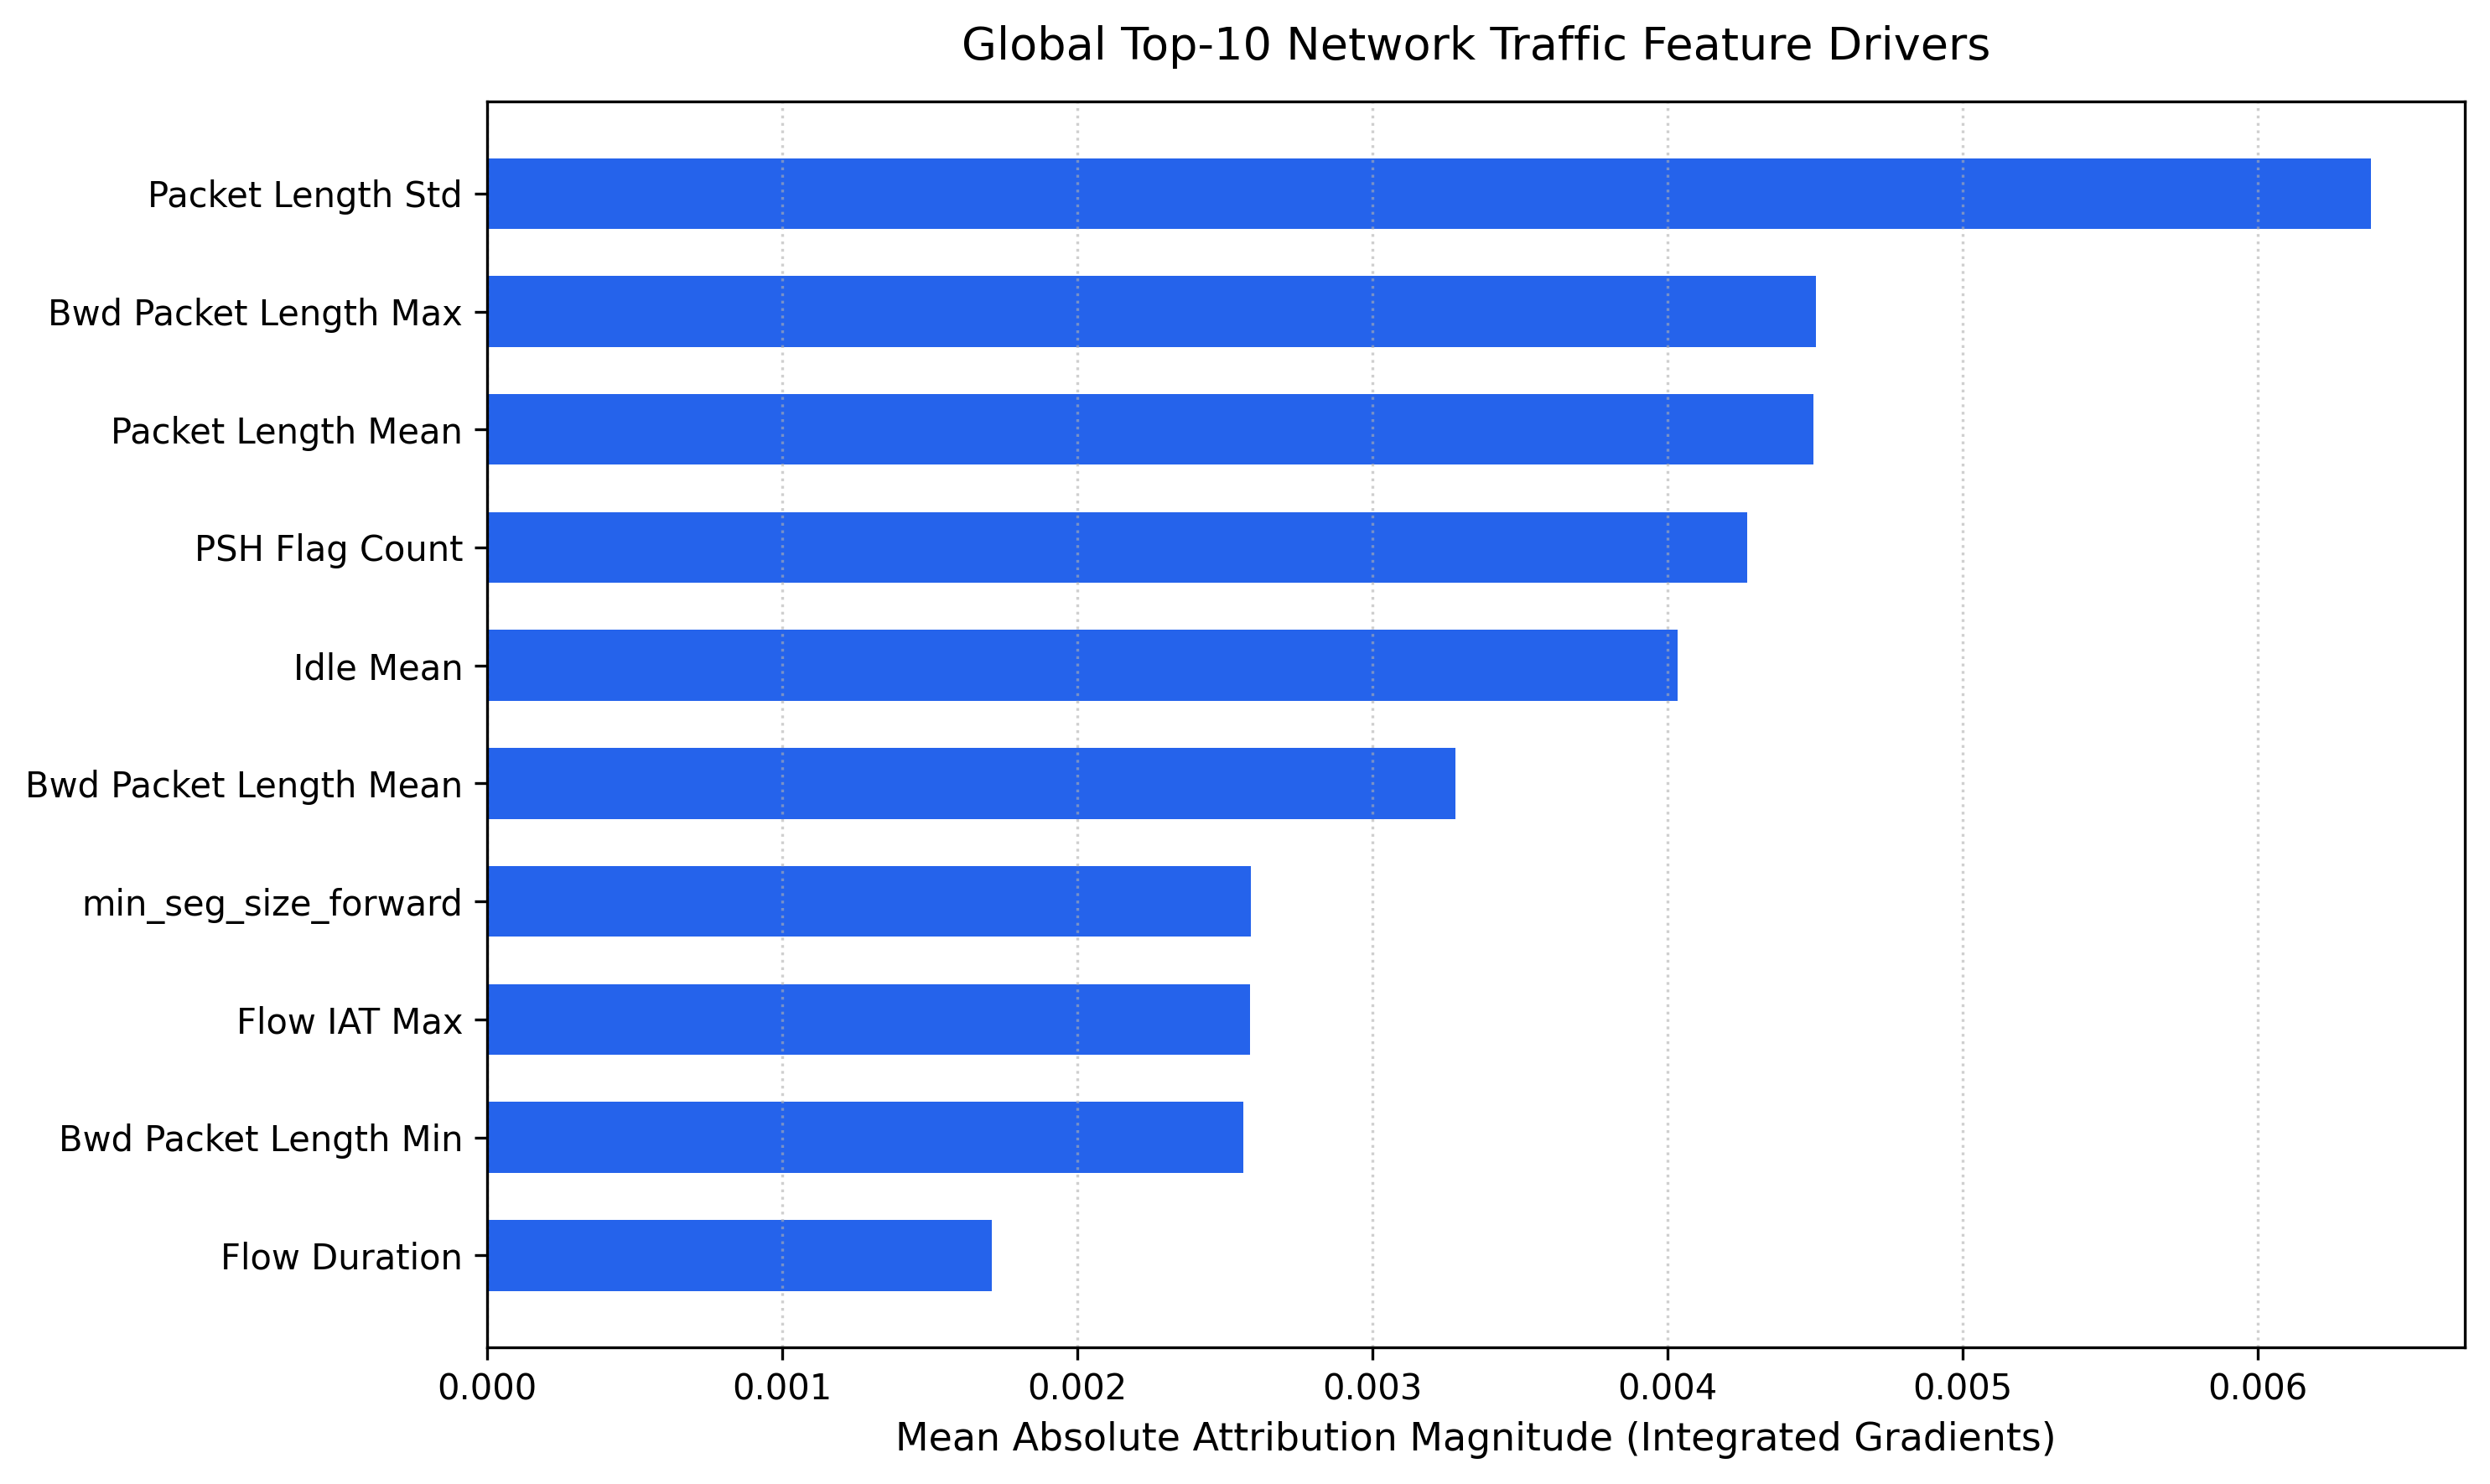 Global Top-10 Network Traffic Feature Drivers
Packet Length Std
Bwd Packet Length Max
Packet Length Mean
PSH Flag Count
Idle Mean
Bwd Packet Length Mean
min_seg_size_forward
Flow IAT Max
Bwd Packet Length Min
Flow Duration
0.000 0.001 0.002 0.003 0.004 0.005 0.006
Mean Absolute Attribution Magnitude (Integrated Gradients)